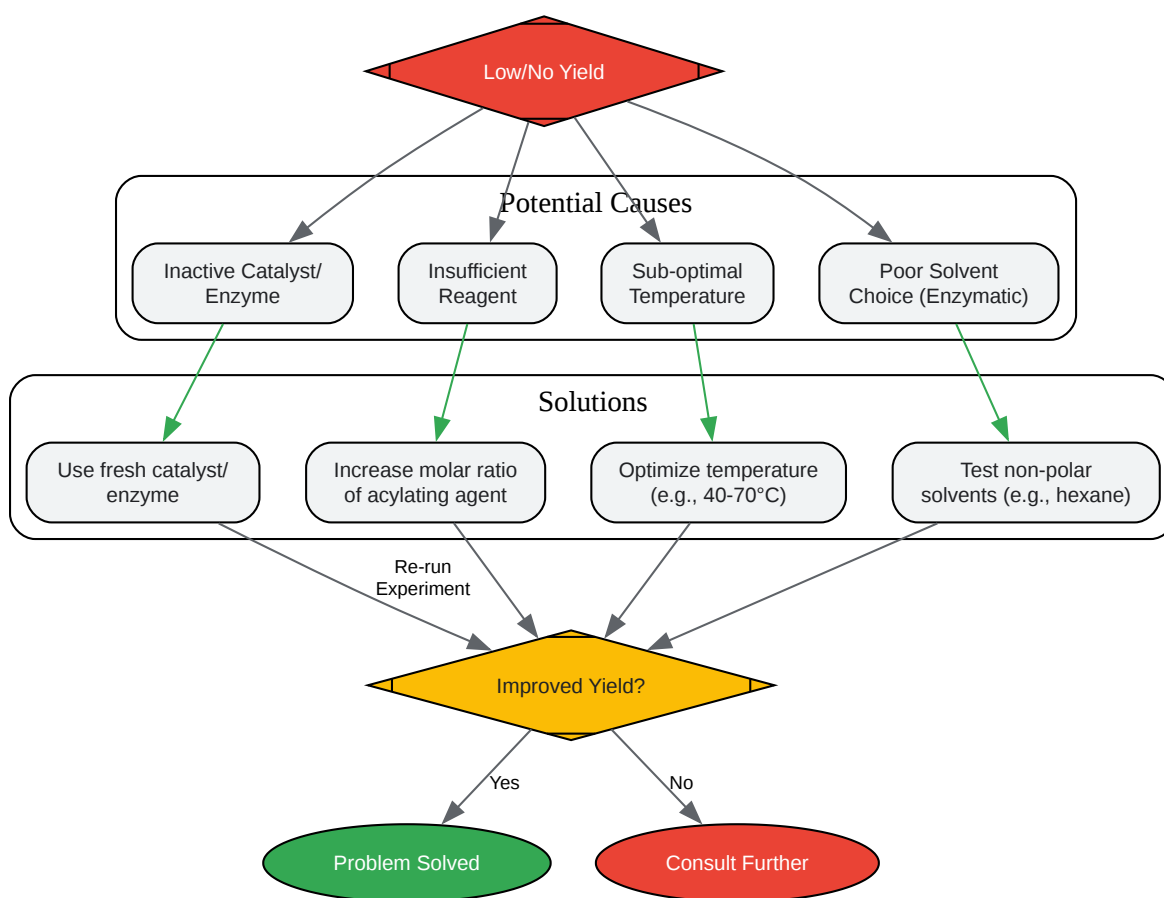 Low/No Yield
Potential Causes
Inactive Catalyst/
Enzyme
Insufficient
Reagent
Sub-optimal
Temperature
Poor Solvent
Choice (Enzymatic)
Solutions
Use fresh catalyst/
enzyme
Increase molar ratio
of acylating agent
Optimize temperature
(e.g., 40-70°C)
Test non-polar
solvents (e.g., hexane)
Re-run
Experiment
Improved Yield?
Yes
No
Problem Solved
Consult Further